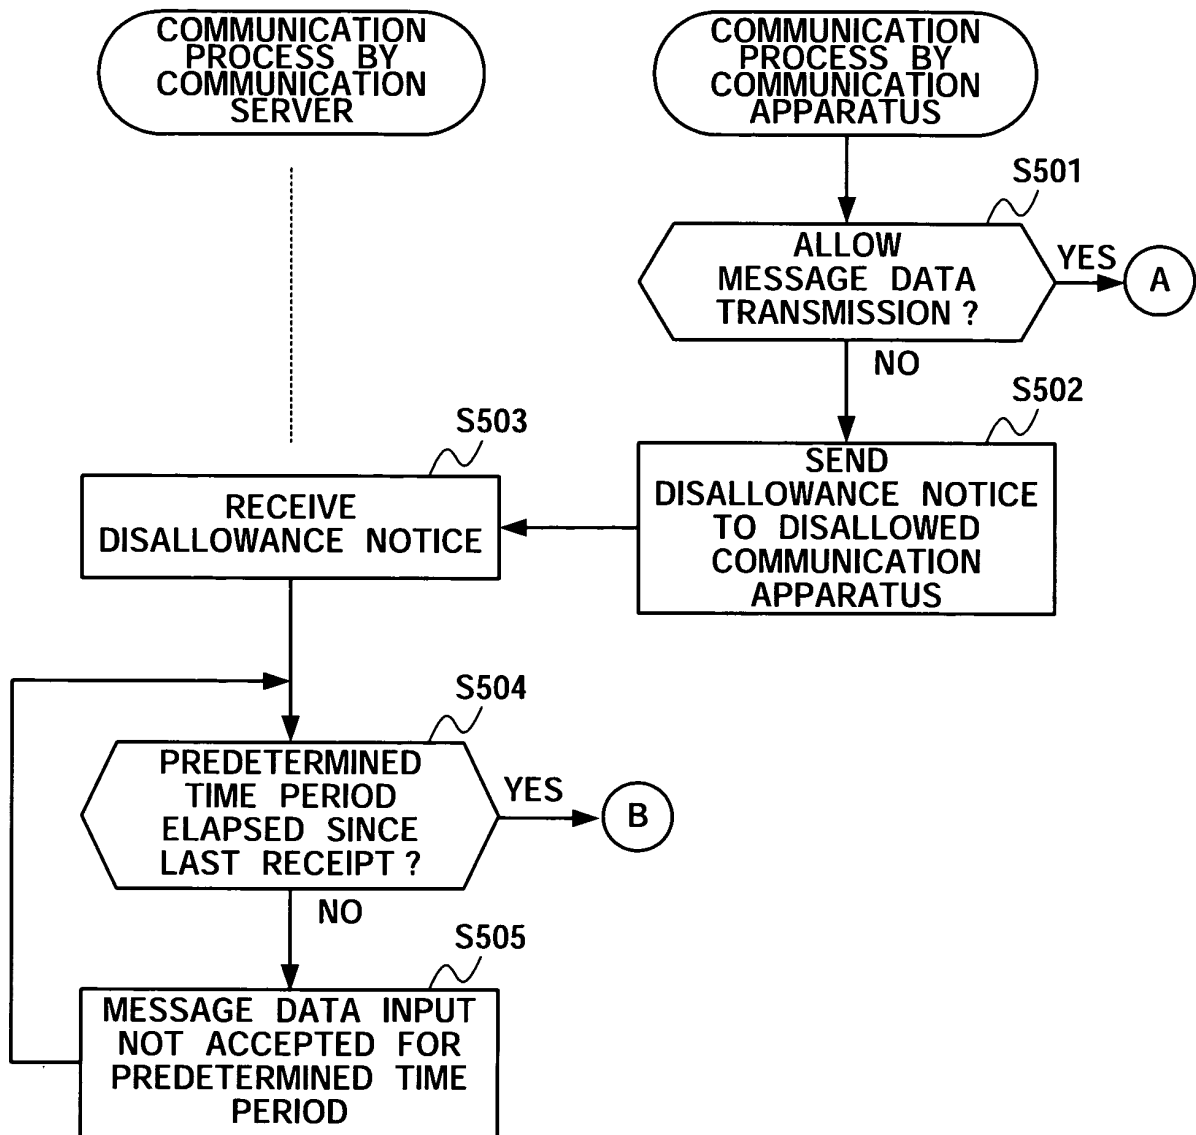 COMMUNICATION
PROCESS BY
COMMUNICATION
SERVER
COMMUNICATION
PROCESS BY
COMMUNICATION
APPARATUS
S501
ALLOW
MESSAGE DATA
TRANSMISSION ?
YES
A
NO
S502
SEND
DISALLOWANCE NOTICE
TO DISALLOWED
COMMUNICATION
APPARATUS
S503
RECEIVE
DISALLOWANCE NOTICE
S504
PREDETERMINED
TIME PERIOD
ELAPSED SINCE
LAST RECEIPT ?
YES
B
NO
S505
MESSAGE DATA INPUT
NOT ACCEPTED FOR
PREDETERMINED TIME
PERIOD